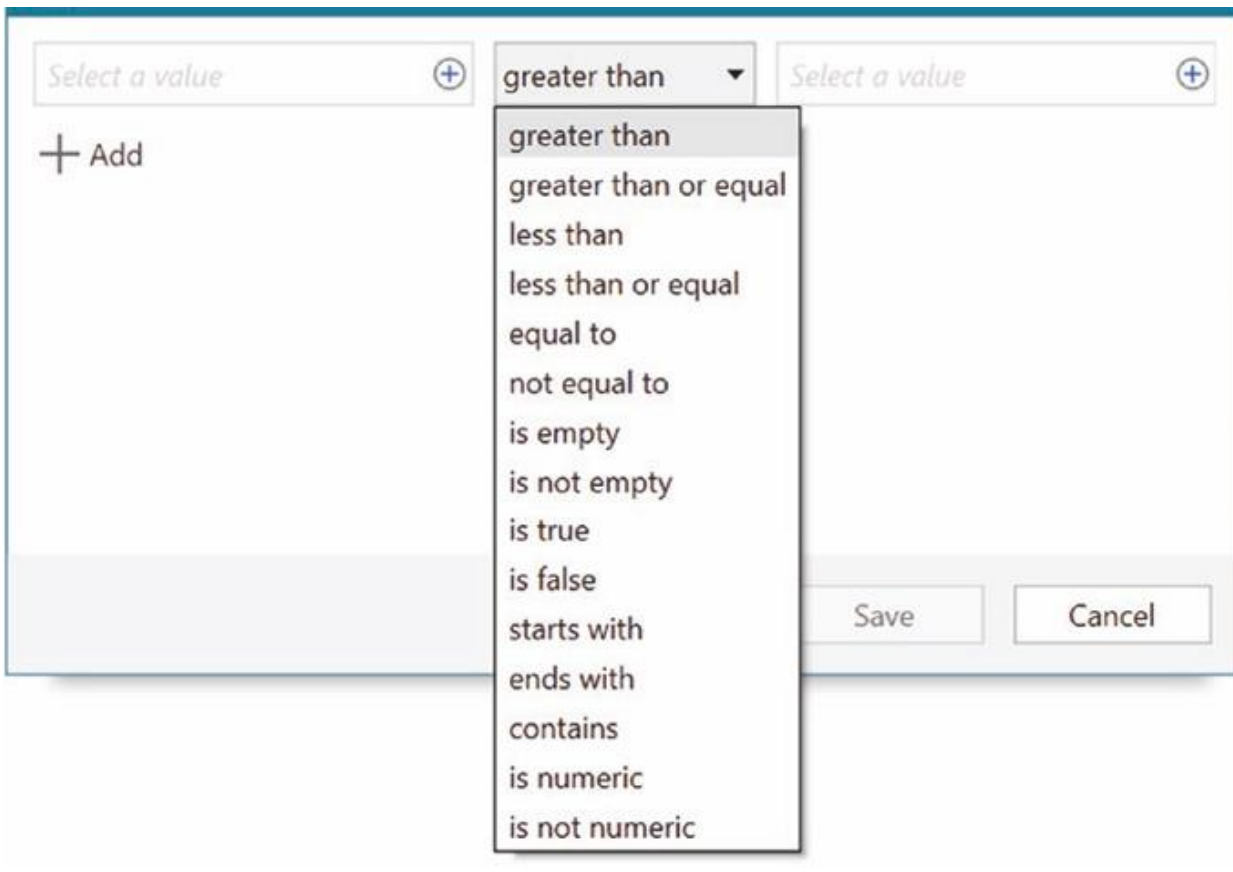 Select a value greater than Select a value
Add
greater than
greater than or equal
less than
less than or equal
equal to
not equal to
is empty
is not empty
is true
is false
starts with
ends with
contains
is numeric
is not numeric
Save Cancel